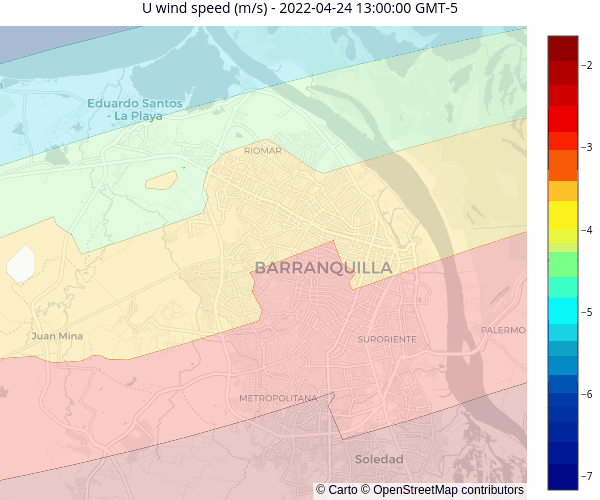 U wind speed (m/s) - 2022-04-24 13:00:00 GMT-5
Eduardo Santos
- La Playa
RIOMAR
BARRANQUILLA
Juan Mina
SURORIENTE
PALERMO
METROPOLITANA
Soledad
−2
−3
−4
−5
−6
−7
© Carto © OpenStreetMap contributors